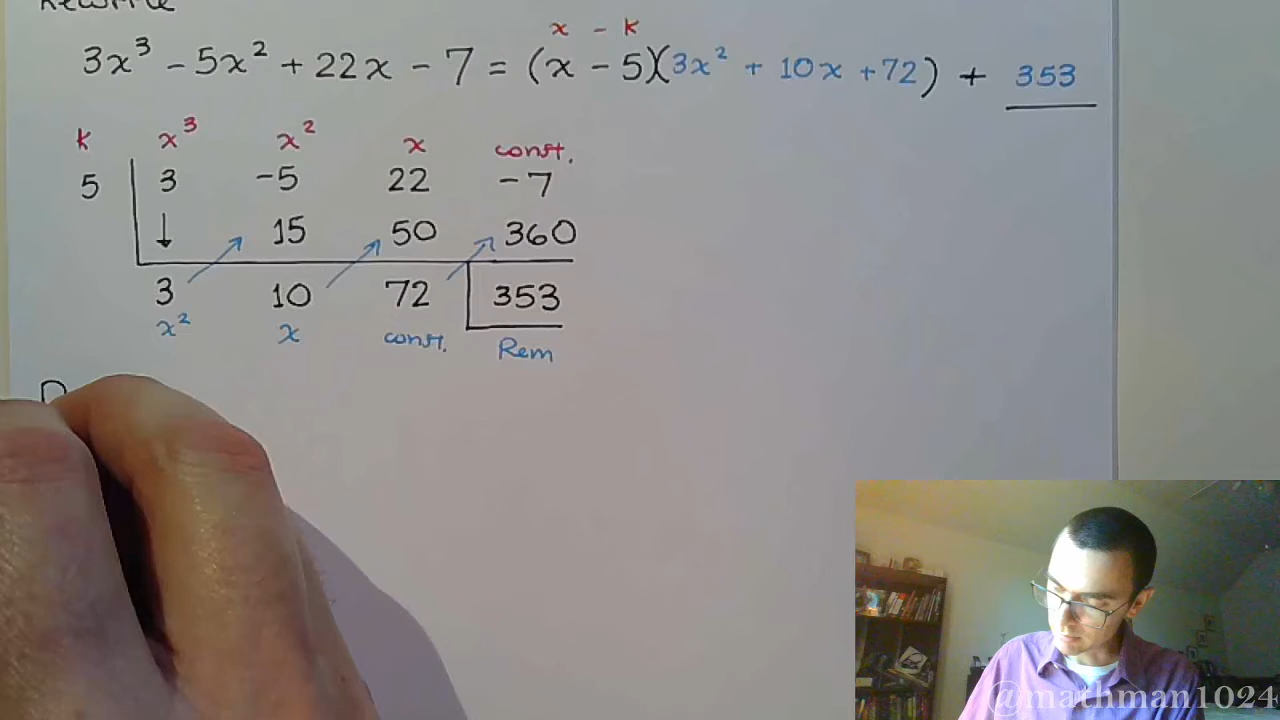 Rewrite
x - k
3x³ - 5x² + 22x - 7 = (x - 5)(3x² + 10x + 72) + 353
k x³ x² x const.
5 3 -5 22 -7
↓ 15 50 360
3 10 72 353
x² x const. Rem
@mathman1024